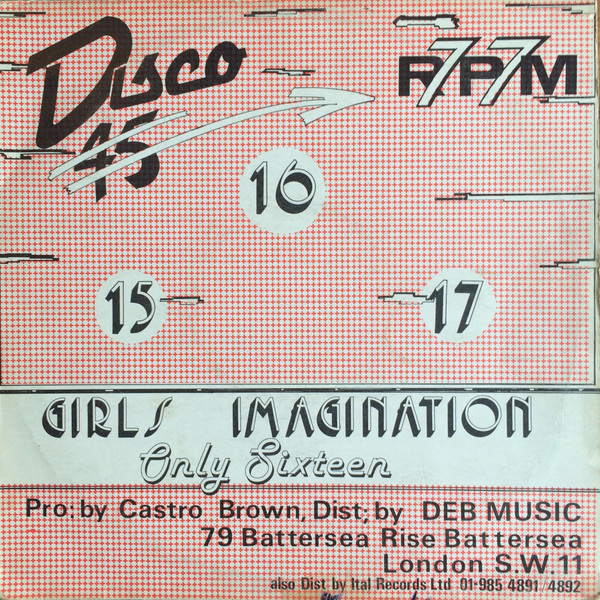 Disco
45
R77PM
16
15
17
GIRLS IMAGINATION
Only Sixteen
Pro: by Castro Brown, Dist; by DEB MUSIC
79 Battersea Rise Battersea
London S.W.11
also Dist by Ital Records Ltd 01-985 4891/4892